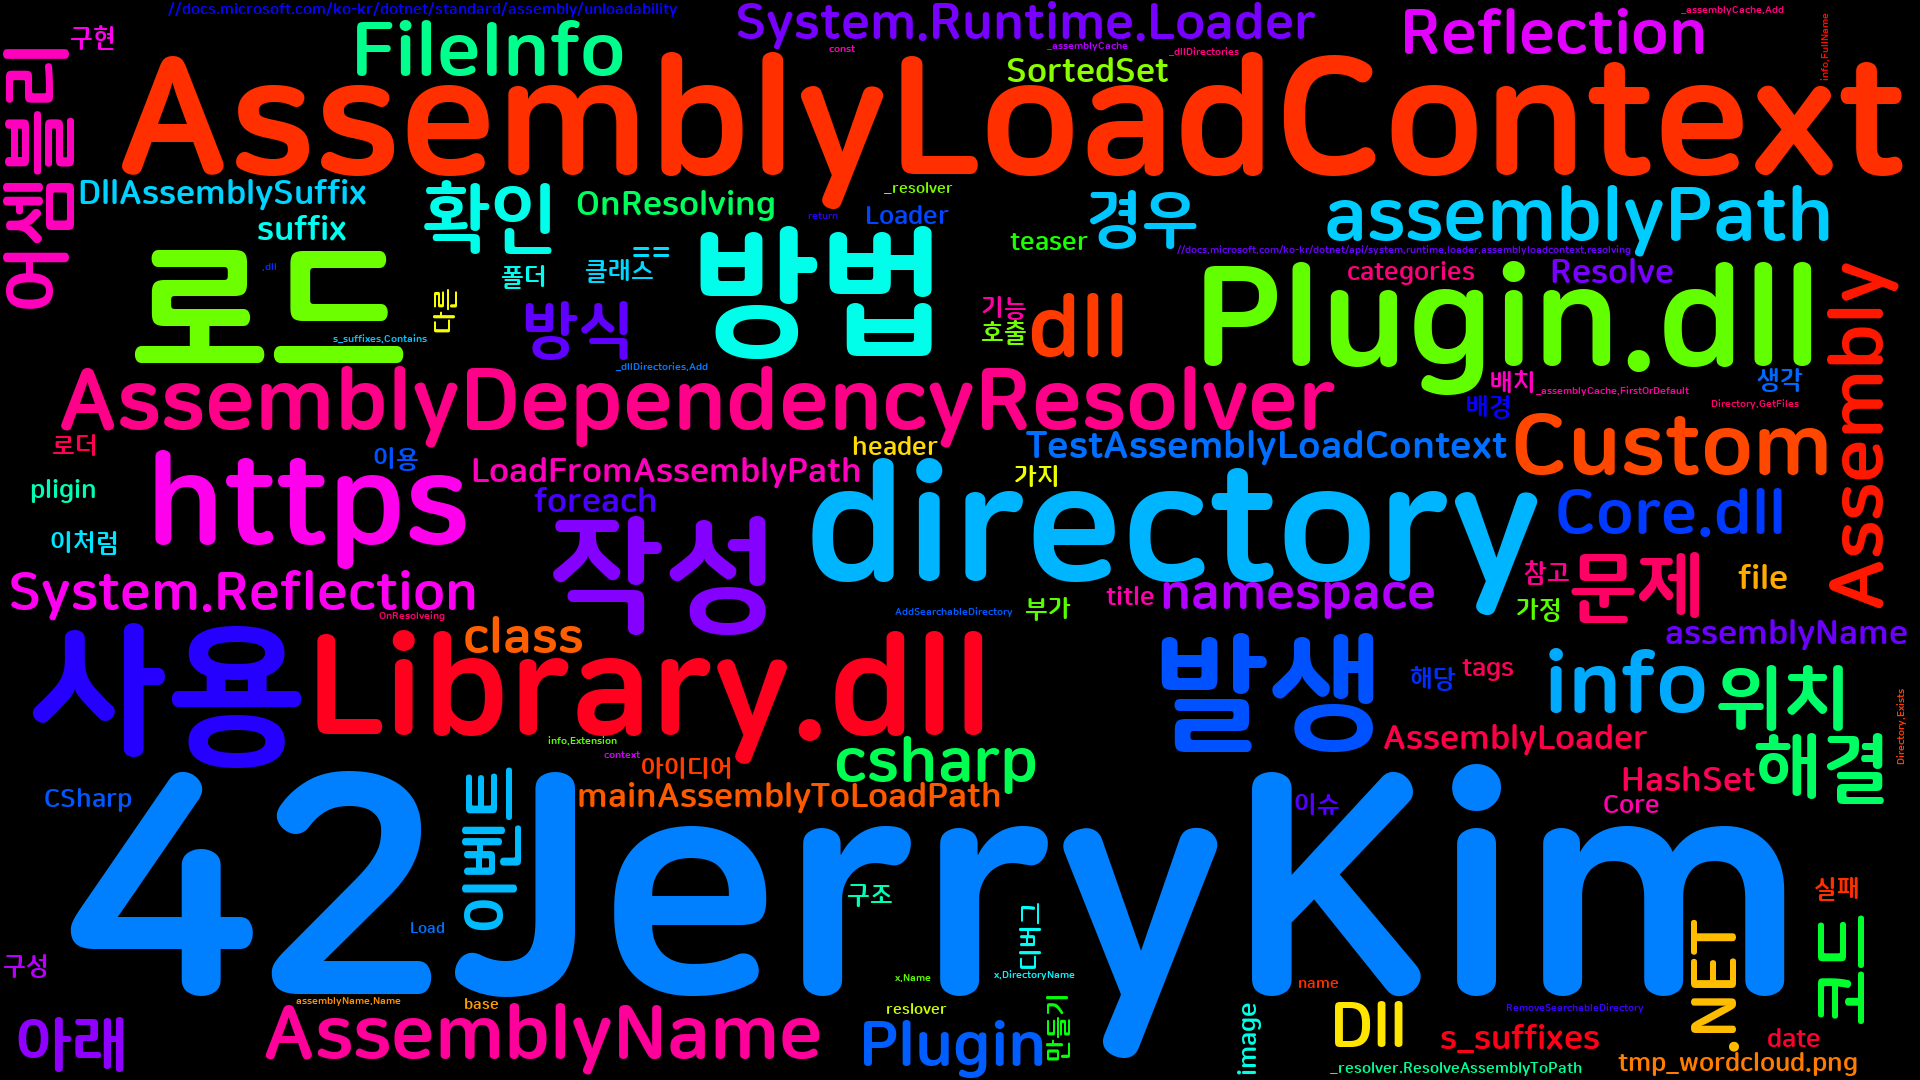 //docs.microsoft.com/ko-kr/dotnet/standard/assembly/unloadability
구현
FileInfo
System.Runtime.Loader
const
_assemblyCache
_dllDirectories
SortedSet
Reflection
_assemblyCache,Add
info,FullName
어셈블리
AssemblyLoadContext
DllAssemblySuffix
suffix
확인
OnResolving
_resolver
return
Loader
teaser
경우
assemblyPath
//docs,microsoft,com/ko-kr/dotnet/api/system,runtime,loader,assemblyloadcontext,resolving
,dll
로드
다른
폴더
클래스
==
방법
방식
s_suffixes,Contains
_dllDirectories,Add
기능
호출
dll
categories
Resolve
Plugin.dll
Assembly
배치
_assemblyCache,FirstOrDefault
생각
배경
Directory,GetFiles
AssemblyDependencyResolver
로더
이용
header
TestAssemblyLoadContext
Custom
pligin
https
LoadFromAssemblyPath
foreach
가지
directory
Core.dll
이처럼
작성
System.Reflection
OnResolveing
AddSearchableDirectory
부가
title
namespace
참고
가정
문제
file
assemblyName
사용
Library.dll
class
발생
해당
tags
info
위치
Directory,Exists
info,Extension
context
아이디어
csharp
AssemblyLoader
해결
CSharp
이벤트
mainAssemblyToLoadPath
이슈
HashSet
Core
42JerryKim
구조
디버그
실패
Load
구성
x,Name
x,DirectoryName
.NET
코드
assemblyName,Name
base
reslover
name
RemoveSearchableDirectory
아래
AssemblyName
Plugin
만들기
image
Dll
s_suffixes
date
_resolver.ResolveAssemblyToPath
tmp_wordcloud.png